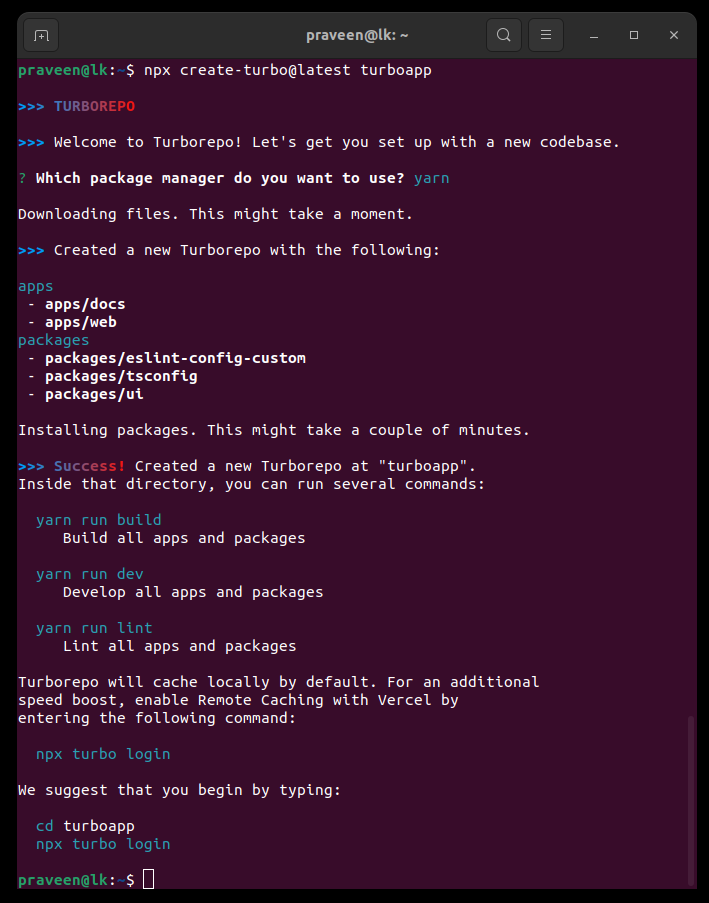 praveen@lk: ~
praveen@lk:~$ npx create-turbo@latest turboapp
>>> TURBOREPO
>>> Welcome to Turborepo! Let's get you set up with a new codebase.
? Which package manager do you want to use? yarn
Downloading files. This might take a moment.
>>> Created a new Turborepo with the following:
apps
- apps/docs
- apps/web
packages
- packages/eslint-config-custom
- packages/tsconfig
- packages/ui
Installing packages. This might take a couple of minutes.
>>> Success! Created a new Turborepo at "turboapp".
Inside that directory, you can run several commands:
yarn run build
Build all apps and packages
yarn run dev
Develop all apps and packages
yarn run lint
Lint all apps and packages
Turborepo will cache locally by default. For an additional
speed boost, enable Remote Caching with Vercel by
entering the following command:
npx turbo login
We suggest that you begin by typing:
cd turboapp
npx turbo login
praveen@lk:~$